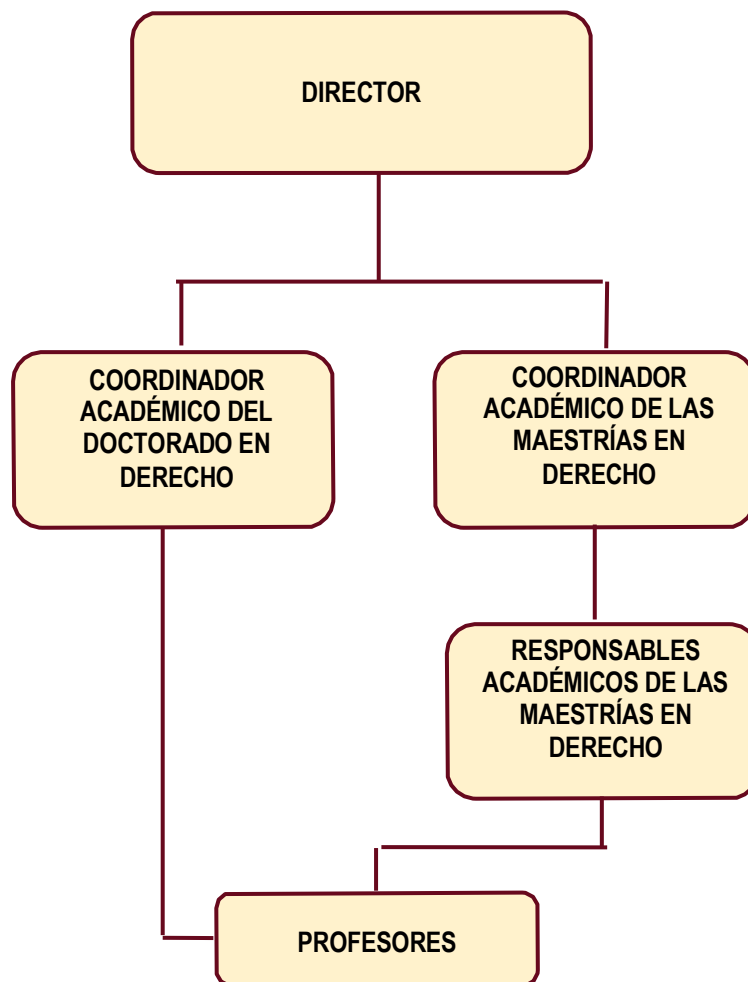 DIRECTOR
COORDINADOR
ACADÉMICO DEL
DOCTORADO EN
DERECHO
COORDINADOR
ACADÉMICO DE LAS
MAESTRÍAS EN
DERECHO
RESPONSABLES
ACADÉMICOS DE LAS
MAESTRÍAS EN
DERECHO
PROFESORES